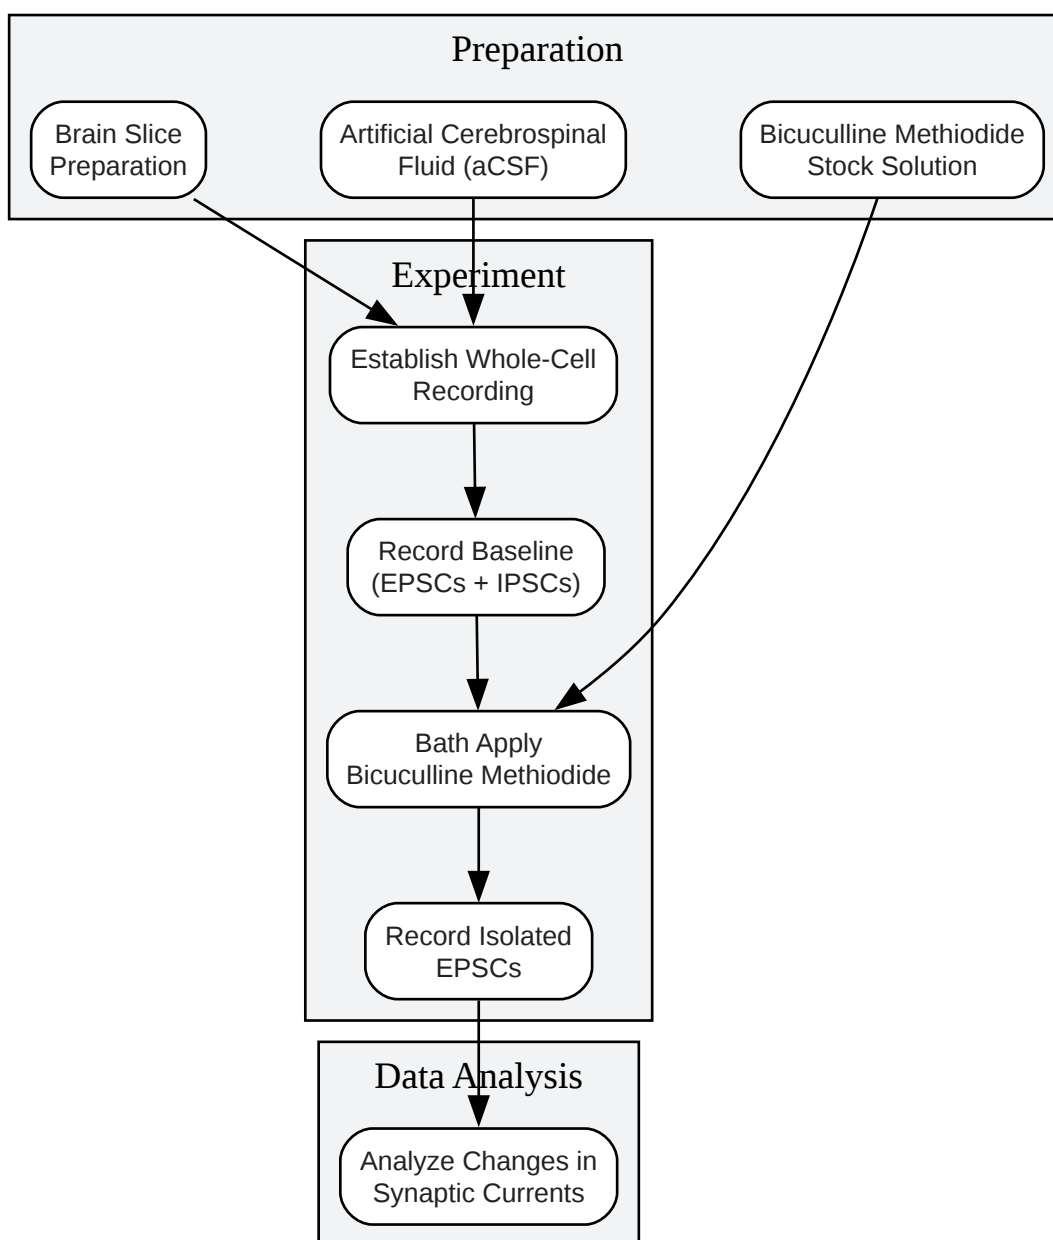 Preparation
Brain Slice
Preparation
Artificial Cerebrospinal
Fluid (aCSF)
Bicuculline Methiodide
Stock Solution
Experiment
Establish Whole-Cell
Recording
Record Baseline
(EPSCs + IPSCs)
Bath Apply
Bicuculline Methiodide
Record Isolated
EPSCs
Data Analysis
Analyze Changes in
Synaptic Currents